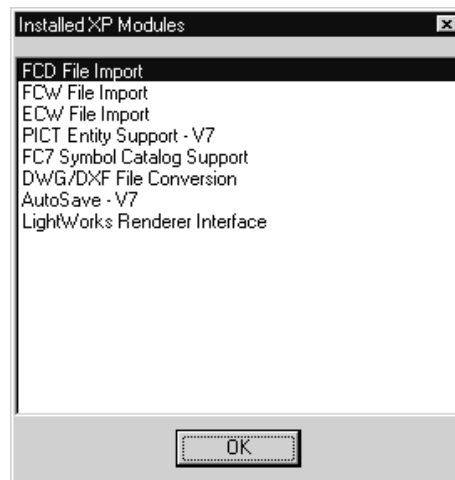 Installed XP Modules
FCD File Import
FCW File Import
ECW File Import
PICT Entity Support - V7
FC7 Symbol Catalog Support
DWG/DXF File Conversion
AutoSave - V7
LightWorks Renderer Interface
OK